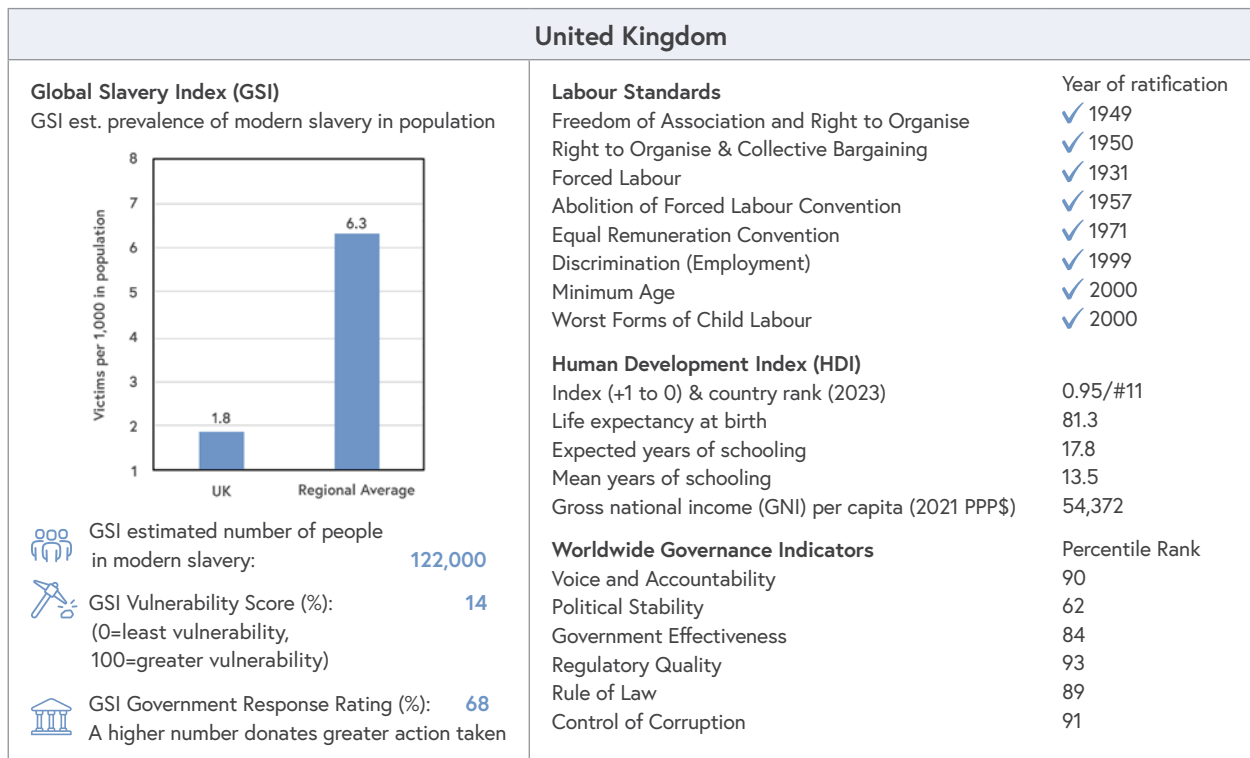 United Kingdom
Global Slavery Index (GSI)
GSI est. prevalence of modern slavery in population
8
7
6
5
4
3
2
1
Victims per 1,000 in population
1.8
6.3
UK
Regional Average
GSI estimated number of people
in modern slavery: 122,000
GSI Vulnerability Score (%): 14
(0=least vulnerability,
100=greater vulnerability)
GSI Government Response Rating (%): 68
A higher number donates greater action taken
Labour Standards Year of ratification
Freedom of Association and Right to Organise ✓ 1949
Right to Organise & Collective Bargaining ✓ 1950
Forced Labour ✓ 1931
Abolition of Forced Labour Convention ✓ 1957
Equal Remuneration Convention ✓ 1971
Discrimination (Employment) ✓ 1999
Minimum Age ✓ 2000
Worst Forms of Child Labour ✓ 2000
Human Development Index (HDI)
Index (+1 to 0) & country rank (2023) 0.95/#11
Life expectancy at birth 81.3
Expected years of schooling 17.8
Mean years of schooling 13.5
Gross national income (GNI) per capita (2021 PPP$) 54,372
Worldwide Governance Indicators Percentile Rank
Voice and Accountability 90
Political Stability 62
Government Effectiveness 84
Regulatory Quality 93
Rule of Law 89
Control of Corruption 91